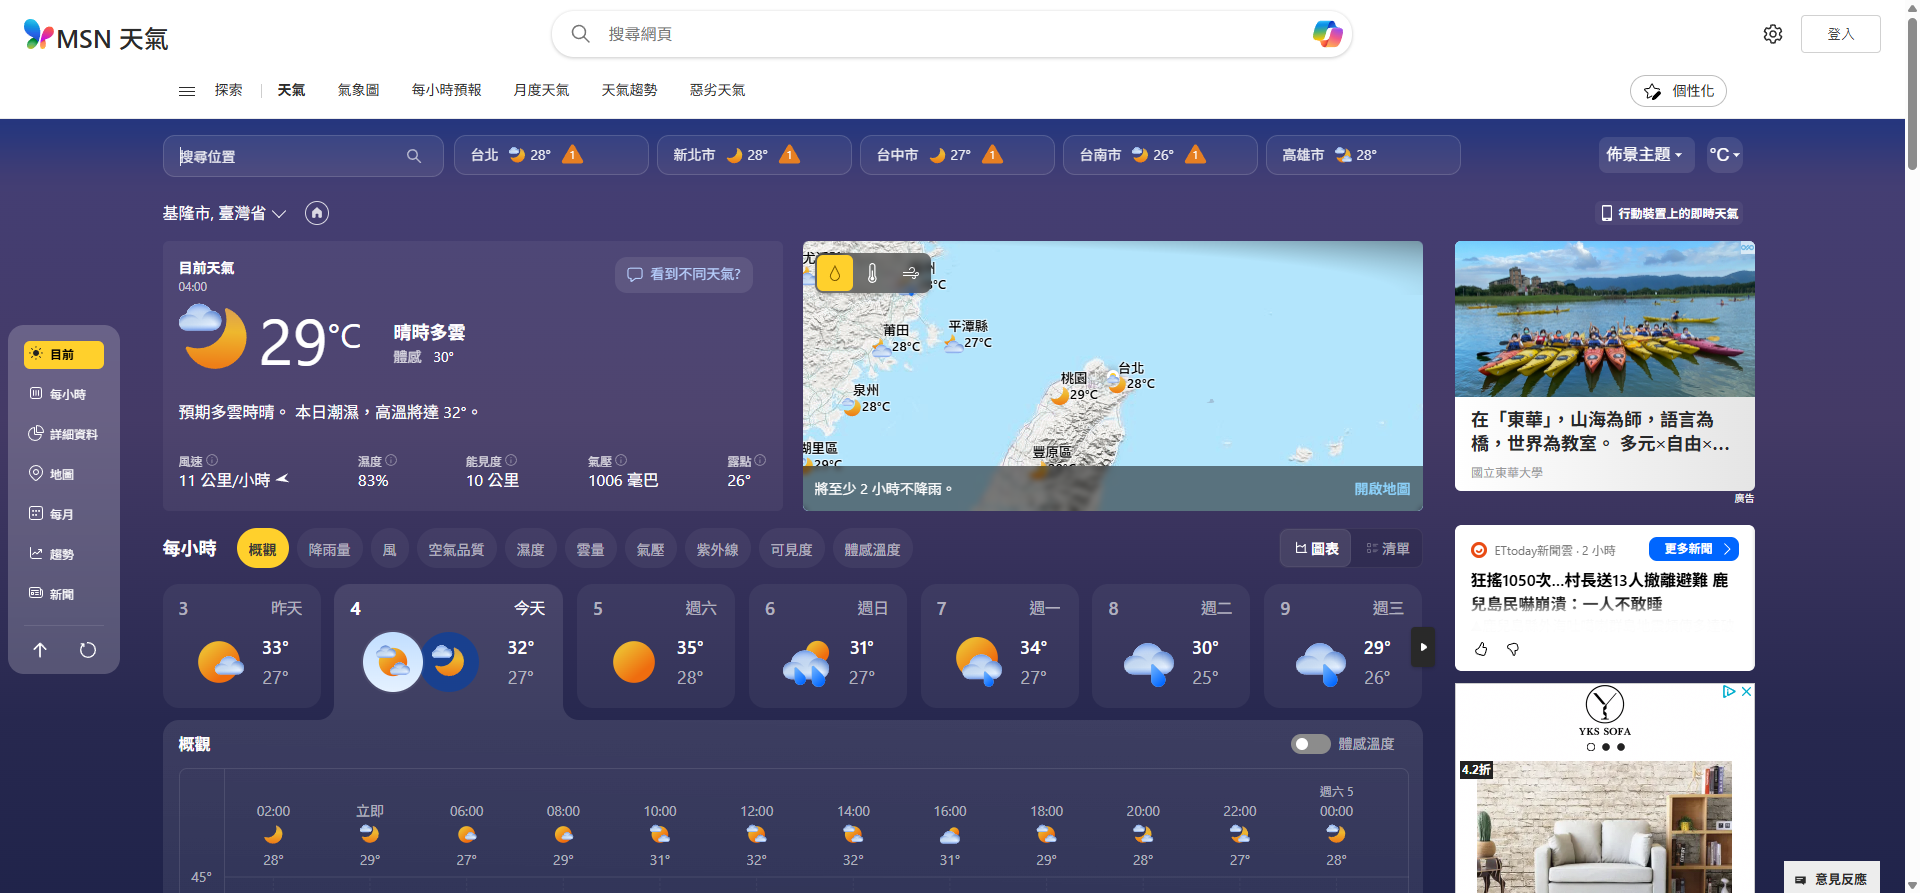 MSN 天氣
搜尋網頁
登入
探索
天氣
氣象圖
每小時預報
月度天氣
天氣趨勢
惡劣天氣
個性化
搜尋位置
台北 28° 1
新北市 28° 1
台中市 27° 1
台南市 26° 1
高雄市 28°
佈景主題
°C
基隆市, 臺灣省
行動裝置上的即時天氣
目前
每小時
詳細資料
地圖
每月
趨勢
新聞
目前天氣
04:00
看到不同天氣?
29°C
晴時多雲
體感 30°
預期多雲時晴。 本日潮濕，高溫將達 32°。
風速
11 公里/小時
濕度
83%
能見度
10 公里
氣壓
1006 毫巴
露點
26°
°C
莆田
28°C
平潭縣
27°C
泉州
28°C
桃園
29°C
台北
28°C
湖里區
29°C
豐原區
將至少 2 小時不降雨。
開啟地圖
在「東華」，山海為師，語言為
橋，世界為教室。 多元×自由×...
國立東華大學
廣告
ETtoday新聞雲 · 2 小時
更多新聞
狂搖1050次...村長送13人撤離避難 鹿
兒島民嚇崩潰：一人不敢睡
YKS SOFA
4.2折
意見反應
每小時
概觀
降雨量
風
空氣品質
濕度
雲量
氣壓
紫外線
可見度
體感溫度
圖表
清單
3 昨天
33°
27°
4 今天
32°
27°
5 週六
35°
28°
6 週日
31°
27°
7 週一
34°
27°
8 週二
30°
25°
9 週三
29°
26°
概觀
體感溫度
週六 5
02:00 立即 06:00 08:00 10:00 12:00 14:00 16:00 18:00 20:00 22:00 00:00
28° 29° 27° 29° 31° 32° 32° 31° 29° 28° 27° 28°
45°